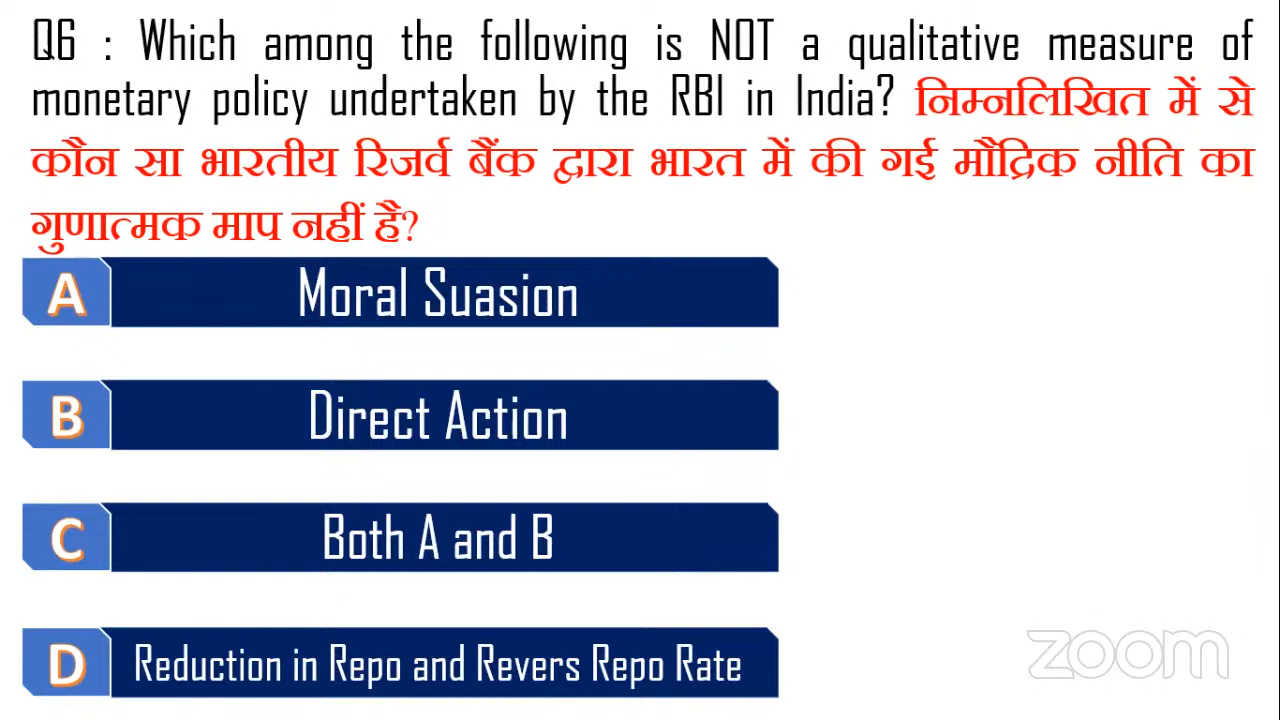 Q6 : Which among the following is NOT a qualitative measure of
monetary policy undertaken by the RBI in India? निम्नलिखित में से
कौन सा भारतीय रिजर्व बैंक द्वारा भारत में की गई मौद्रिक नीति का
गुणात्मक माप नहीं है?
A Moral Suasion
B Direct Action
C Both A and B
D Reduction in Repo and Revers Repo Rate
zoom